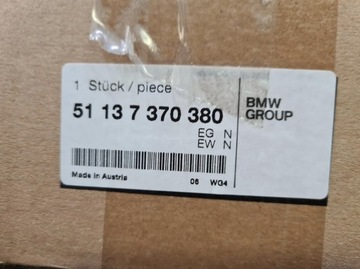 1 Stück / piece
51 13 7 370 380
BMW
GROUP
EG N
EW N
Made in Austria
06 WG4